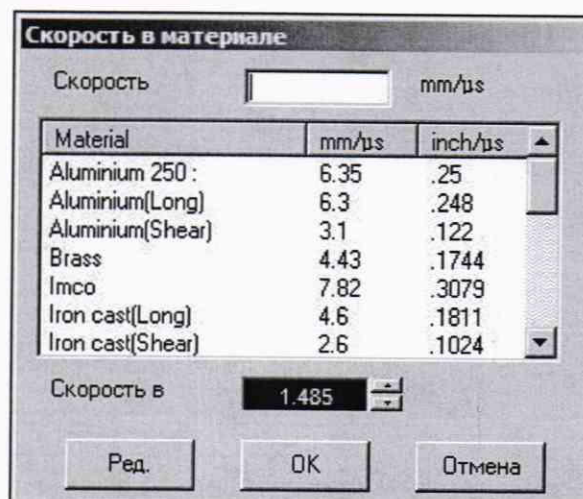 Скорость в материале
Скорость mm/µs
Material mm/µs inch/µs
Aluminium 250 : 6.35 .25
Aluminium(Long) 6.3 .248
Aluminium(Shear) 3.1 .122
Brass 4.43 .1744
Imco 7.82 .3079
Iron cast(Long) 4.6 .1811
Iron cast(Shear) 2.6 .1024
Скорость в 1.485
Ред. OK Отмена